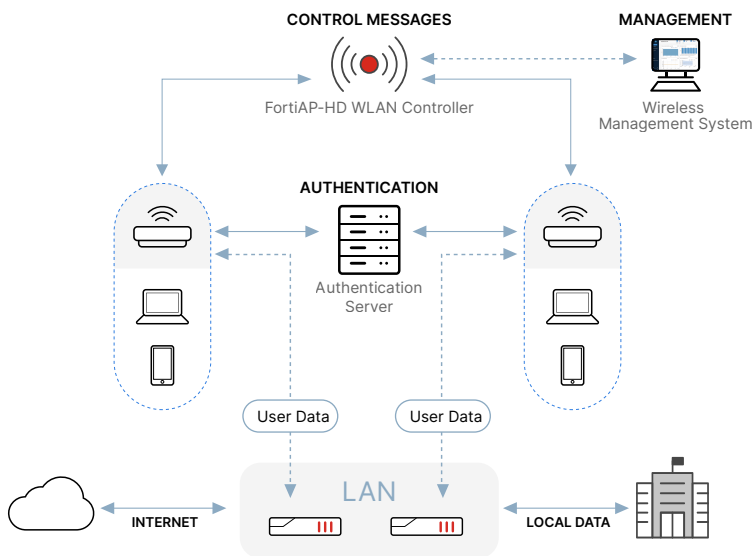 CONTROL MESSAGES
MANAGEMENT
FortiAP-HD WLAN Controller
Wireless
Management System
AUTHENTICATION
Authentication
Server
User Data
User Data
LAN
INTERNET
LOCAL DATA